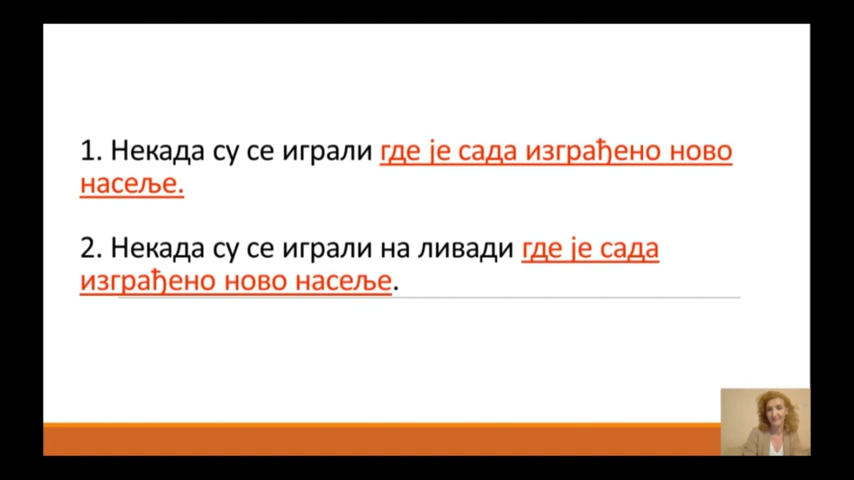 1. Некада су се играли где је сада изграђено ново
насеље.
2. Некада су се играли на ливади где је сада
изграђено ново насеље.